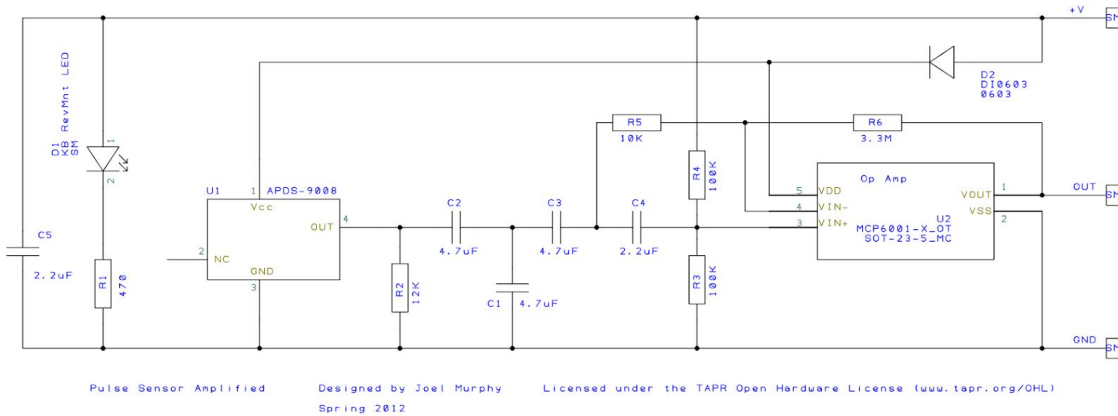 +V
SM
D2
DI0603
0603
D1
KB RevMnt LED
SM
1
2
R5
10K
R6
3.3M
R4
100K
U1
APDS-9008
1
Vcc
Op Amp
5
VDD
VOUT
1
OUT
SM
4
VIN-
VSS
2
3
VIN+
U2
MCP6001-X_OT
SOT-23-5_MC
OUT
4
C2
4.7uF
C3
4.7uF
C4
2.2uF
C5
2.2uF
2
NC
GND
3
R1
470
R2
12K
C1
4.7uF
R3
100K
GND
SM
Pulse Sensor Amplified
Designed by Joel Murphy
Licensed under the TAPR Open Hardware License (www.tapr.org/OHL)
Spring 2012